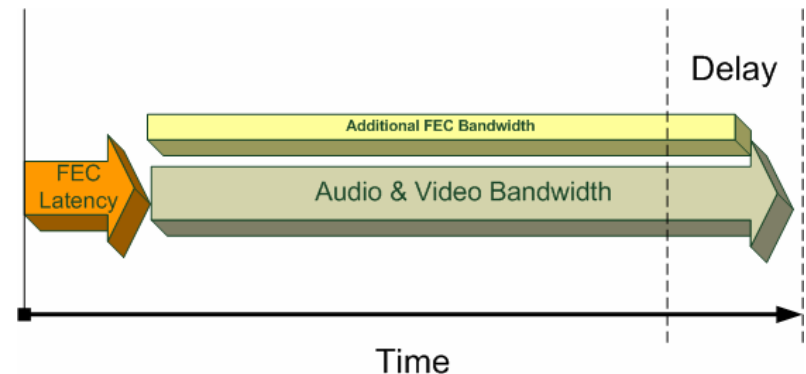 Delay
Additional FEC Bandwidth
FEC
Latency
Audio & Video Bandwidth
Time